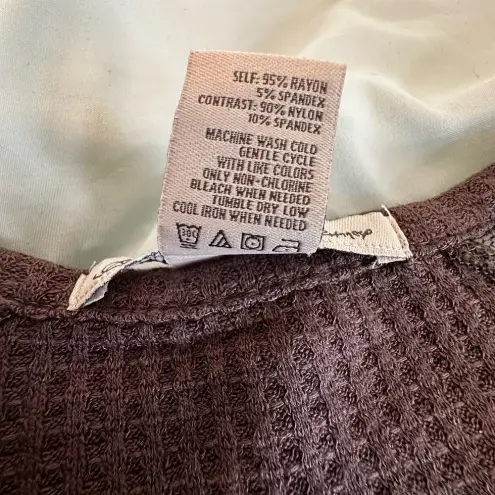 SELF: 95% RAYON
5% SPANDEX
CONTRAST: 90% NYLON
10% SPANDEX
MACHINE WASH COLD
GENTLE CYCLE
WITH LIKE COLORS
ONLY NON-CHLORINE
BLEACH WHEN NEEDED
TUMBLE DRY LOW
COOL IRON WHEN NEEDED
30C